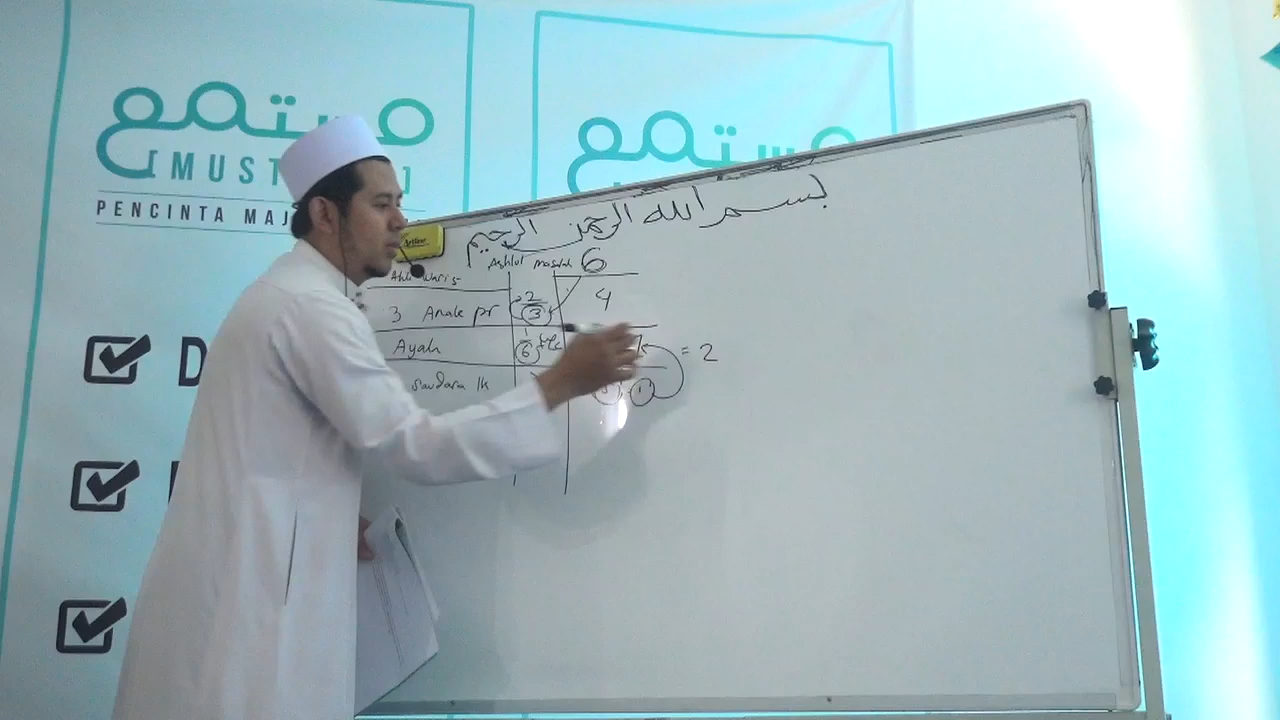 مستمع
[MUST
PENCINTA MAJ
مستمع
Artline
بسم الله الرحمن الرحيم
Ahli Waris
Ashlul masalah 6
3 Anak pr 2/3 4
Ayah 1/6 = 2
saudara lk
D